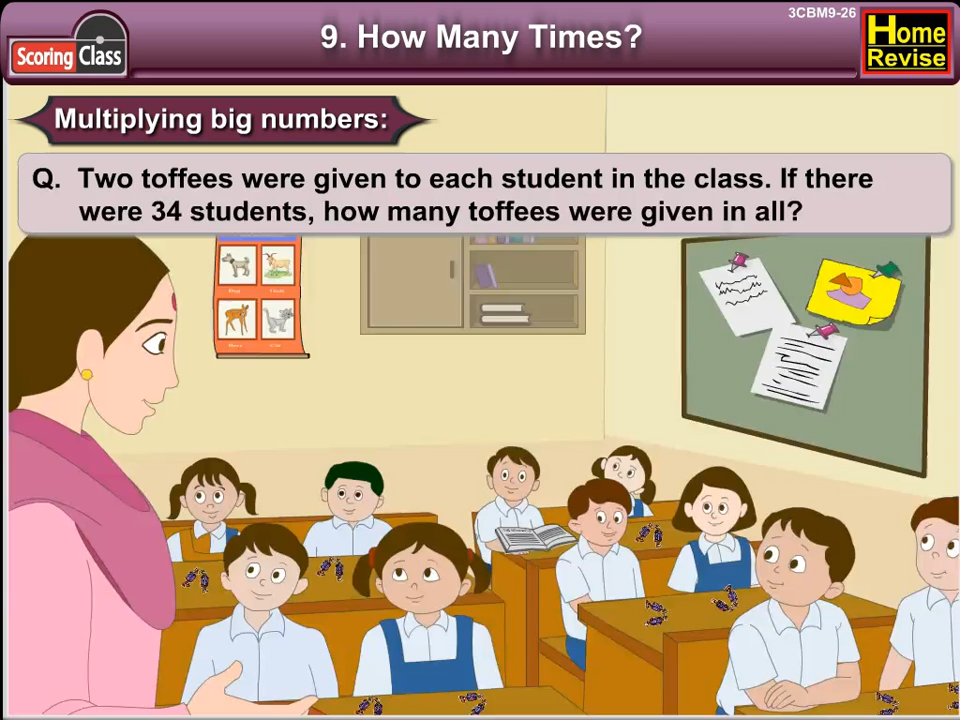 3CBM9-26
Scoring Class
9. How Many Times?
Home
Revise
Multiplying big numbers:
Q. Two toffees were given to each student in the class. If there
were 34 students, how many toffees were given in all?